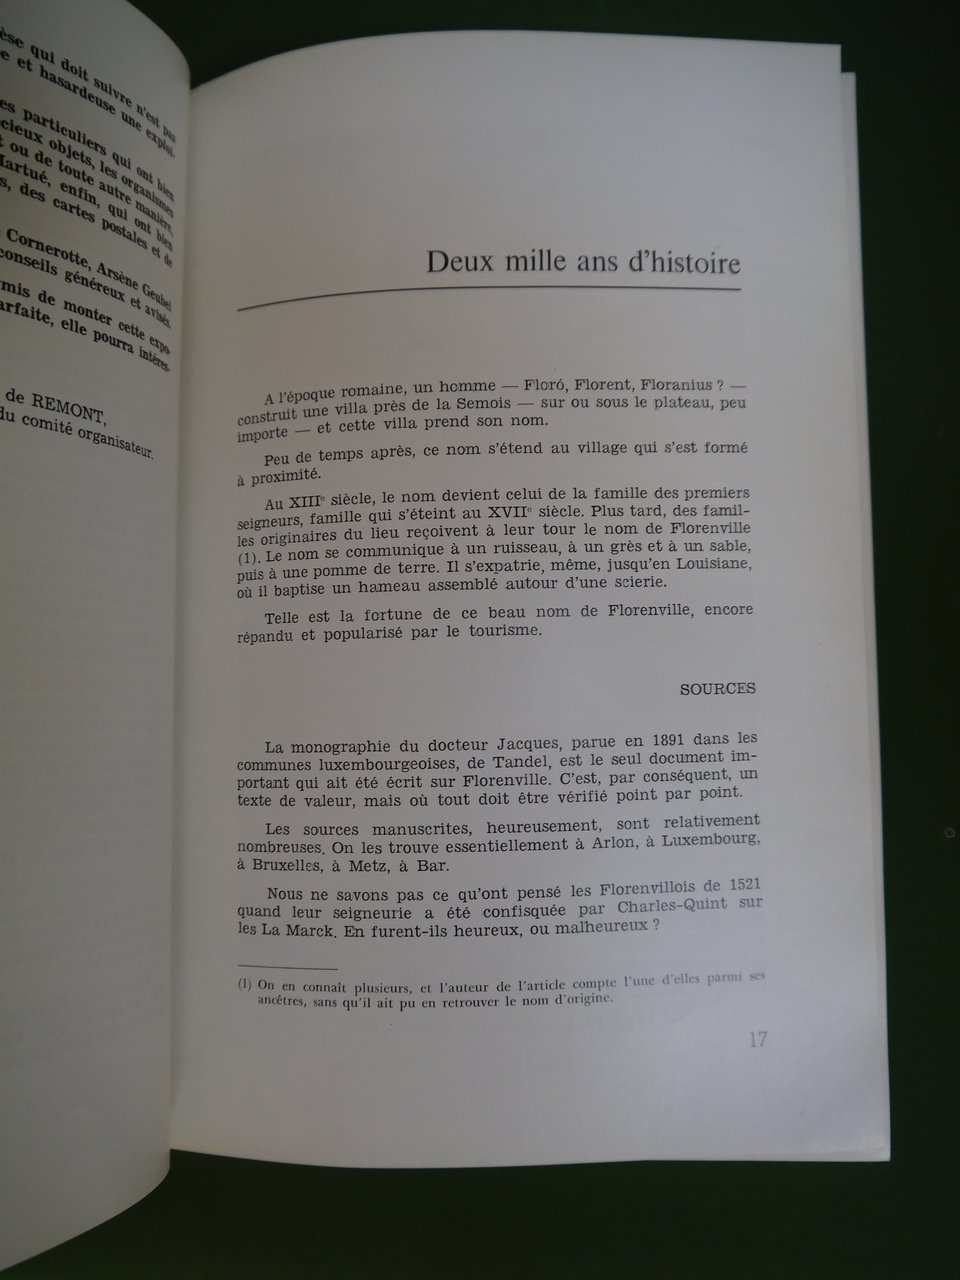 èse qui doit suivre n'est pas
e et hasardeuse une exploi-
es particuliers qui ont bien
cieux objets, les organismes
t ou de toute autre manière,
Martué, enfin, qui ont bien
s, des cartes postales et de
Cornerotte, Arsène Geubel
conseils généreux et avisés.
mis de monter cette expo-
arfaite, elle pourra intéres-
de REMONT,
du comité organisateur.
Deux mille ans d'histoire
A l'époque romaine, un homme — Floró, Florent, Floranius ? —
construit une villa près de la Semois — sur ou sous le plateau, peu
importe — et cette villa prend son nom.
Peu de temps après, ce nom s'étend au village qui s'est formé
à proximité.
Au XIIIe siècle, le nom devient celui de la famille des premiers
seigneurs, famille qui s'éteint au XVIIe siècle. Plus tard, des famil-
les originaires du lieu reçoivent à leur tour le nom de Florenville
(1). Le nom se communique à un ruisseau, à un grès et à un sable,
puis à une pomme de terre. Il s'expatrie, même, jusqu'en Louisiane,
où il baptise un hameau assemblé autour d'une scierie.
Telle est la fortune de ce beau nom de Florenville, encore
répandu et popularisé par le tourisme.
SOURCES
La monographie du docteur Jacques, parue en 1891 dans les
communes luxembourgeoises, de Tandel, est le seul document im-
portant qui ait été écrit sur Florenville. C'est, par conséquent, un
texte de valeur, mais où tout doit être vérifié point par point.
Les sources manuscrites, heureusement, sont relativement
nombreuses. On les trouve essentiellement à Arlon, à Luxembourg,
à Bruxelles, à Metz, à Bar.
Nous ne savons pas ce qu'ont pensé les Florenvillois de 1521
quand leur seigneurie a été confisquée par Charles-Quint sur
les La Marck. En furent-ils heureux, ou malheureux ?
(1) On en connaît plusieurs, et l'auteur de l'article compte l'une d'elles parmi ses
ancêtres, sans qu'il ait pu en retrouver le nom d'origine.
17